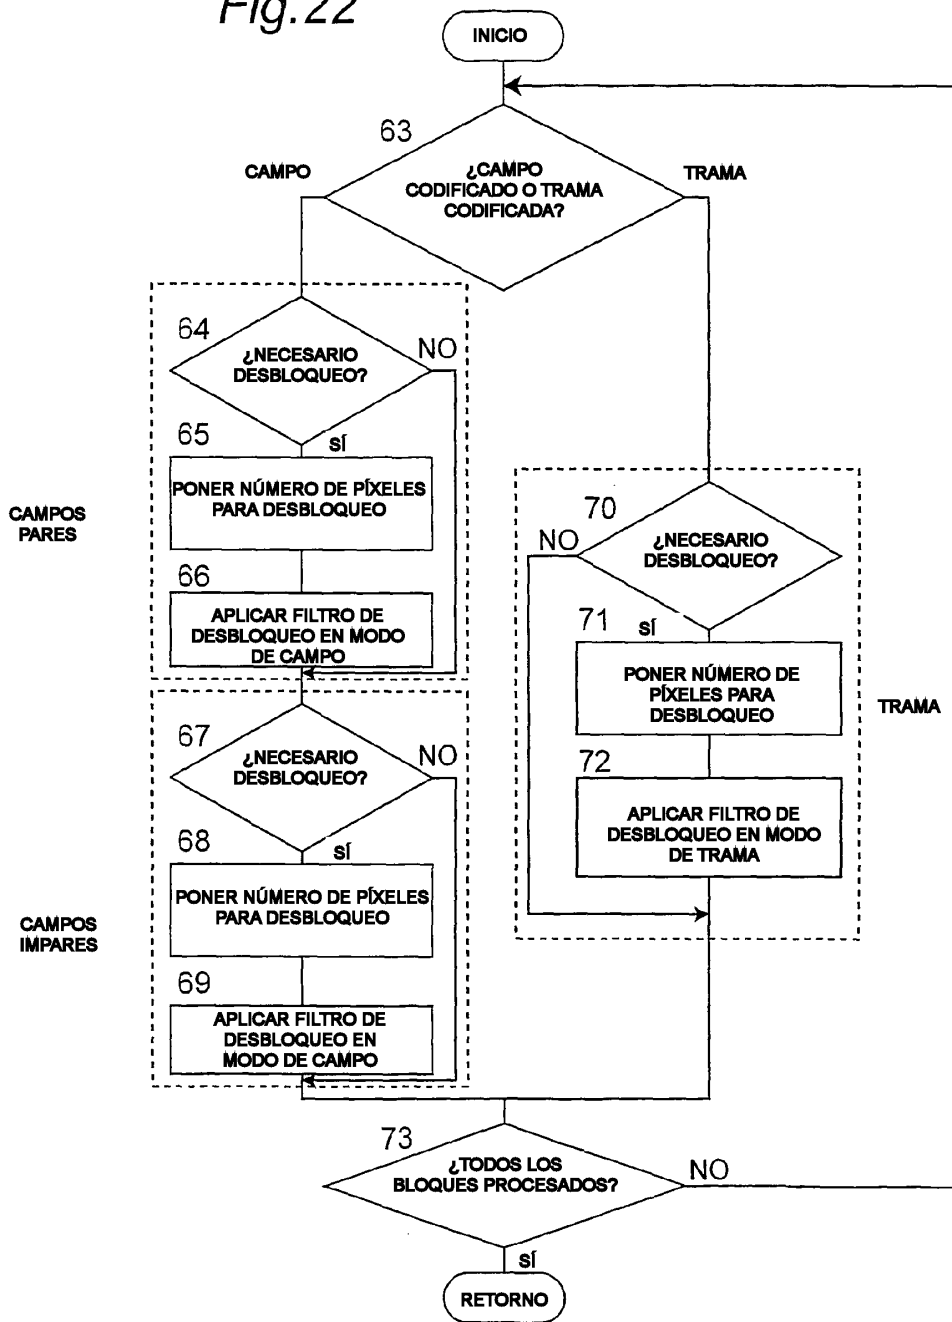 Fig.22
INICIO
63
¿CAMPO
CODIFICADO O TRAMA
CODIFICADA?
CAMPO
TRAMA
64
¿NECESARIO
DESBLOQUEO?
NO
SÍ
65
PONER NÚMERO DE PÍXELES
PARA DESBLOQUEO
CAMPOS
PARES
66
APLICAR FILTRO DE
DESBLOQUEO EN MODO
DE CAMPO
67
¿NECESARIO
DESBLOQUEO?
NO
SÍ
68
PONER NÚMERO DE PÍXELES
PARA DESBLOQUEO
CAMPOS
IMPARES
69
APLICAR FILTRO DE
DESBLOQUEO EN
MODO DE CAMPO
70
NO
¿NECESARIO
DESBLOQUEO?
71
SÍ
PONER NÚMERO DE
PÍXELES PARA
DESBLOQUEO
TRAMA
72
APLICAR FILTRO DE
DESBLOQUEO EN MODO
DE TRAMA
73
¿TODOS LOS
BLOQUES PROCESADOS?
NO
SÍ
RETORNO